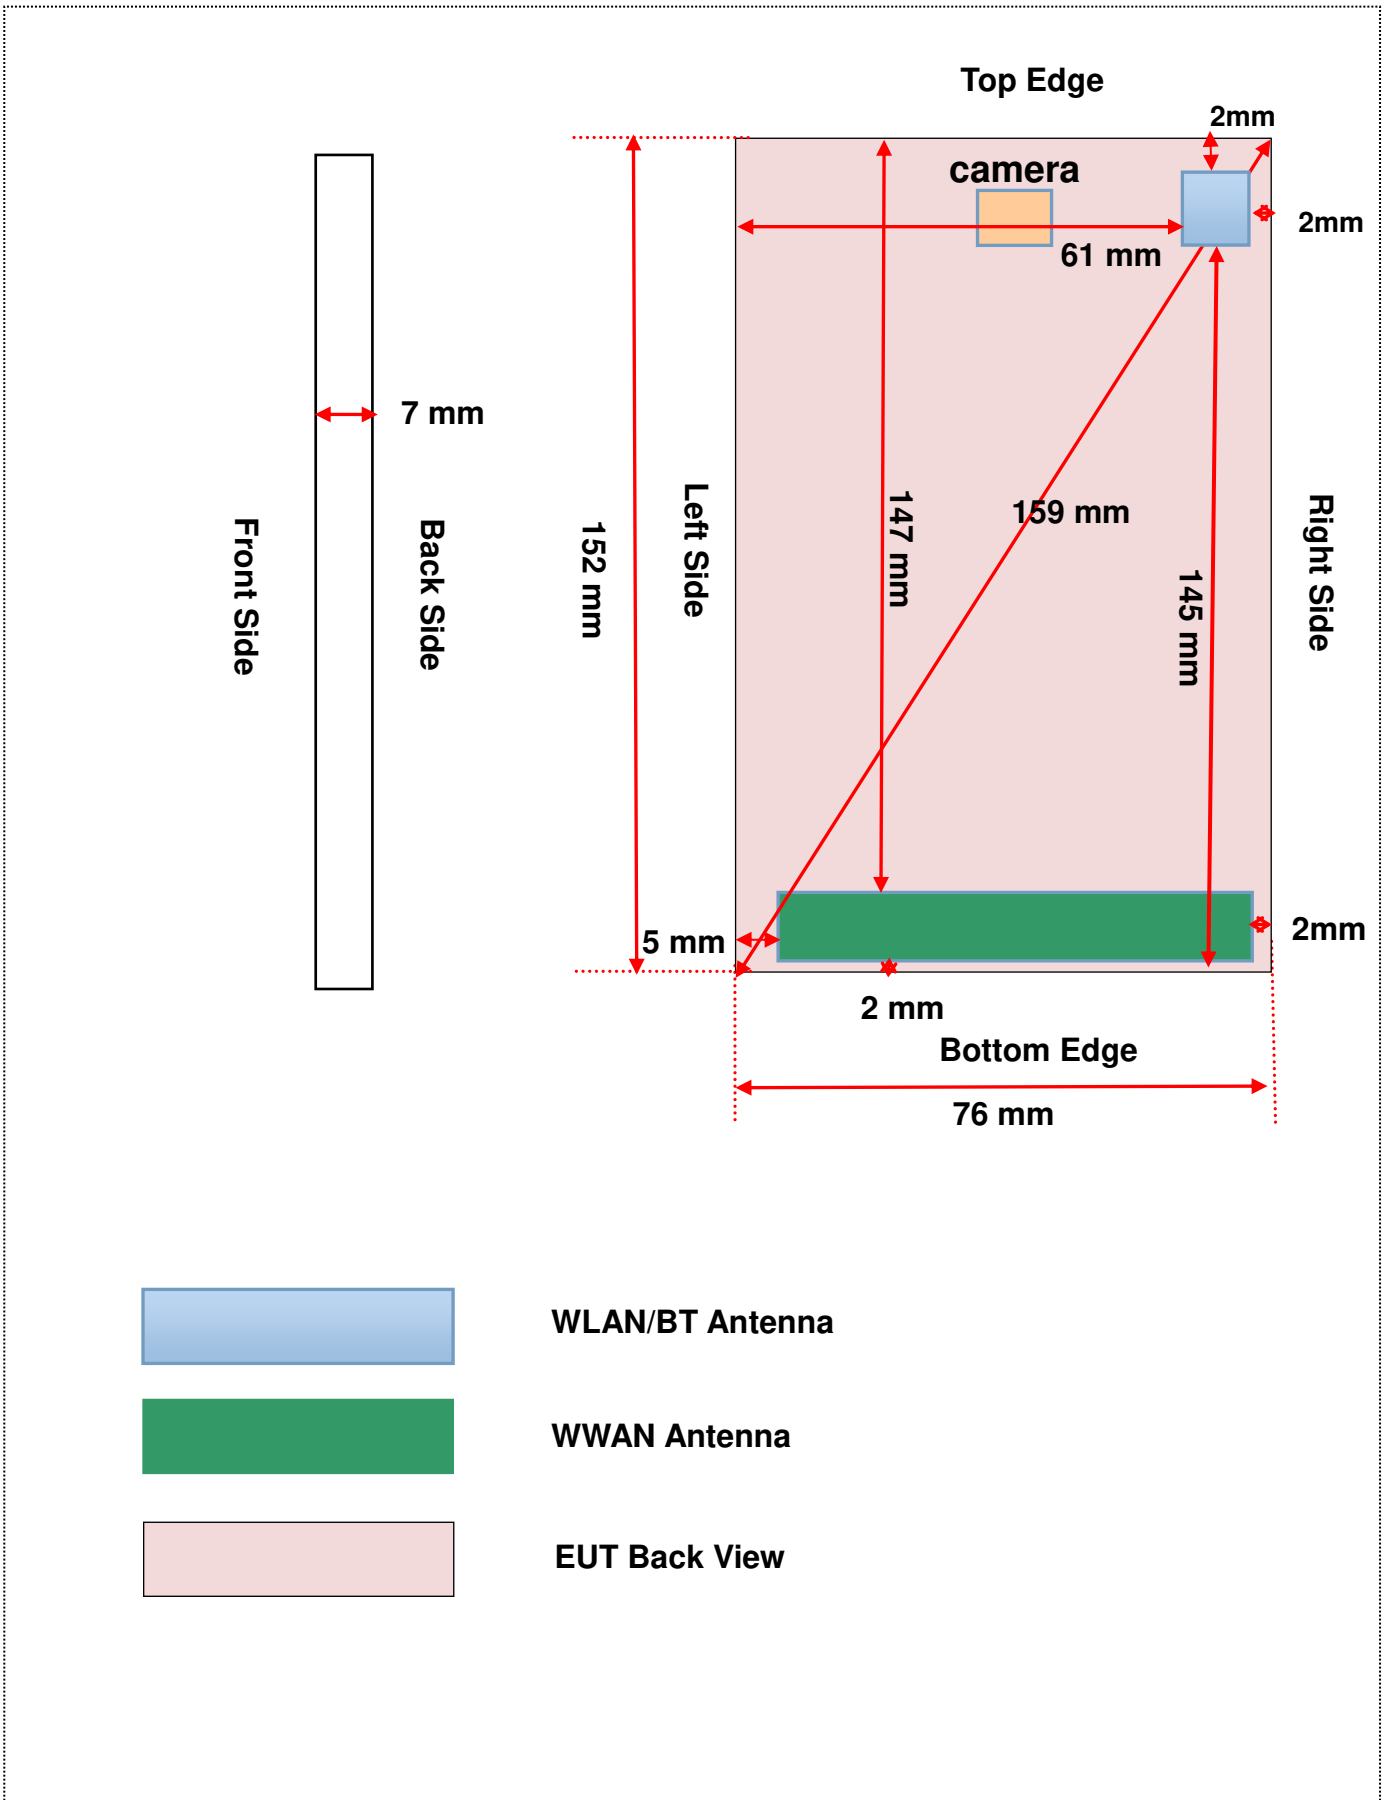 Top Edge
2mm
camera
2mm
61 mm
7 mm
Front Side
Back Side
152 mm
Left Side
147 mm
159 mm
145 mm
Right Side
5 mm
2mm
2 mm
Bottom Edge
76 mm
WLAN/BT Antenna
WWAN Antenna
EUT Back View